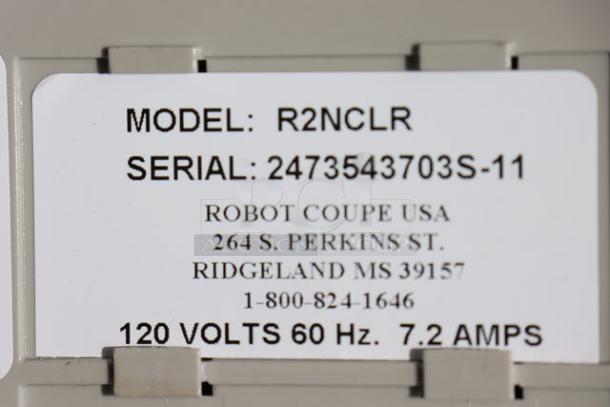 MODEL: R2NCLR
SERIAL: 2473543703S-11
ROBOT COUPE USA
264 S. PERKINS ST.
RIDGELAND MS 39157
1-800-824-1646
120 VOLTS 60 Hz. 7.2 AMPS